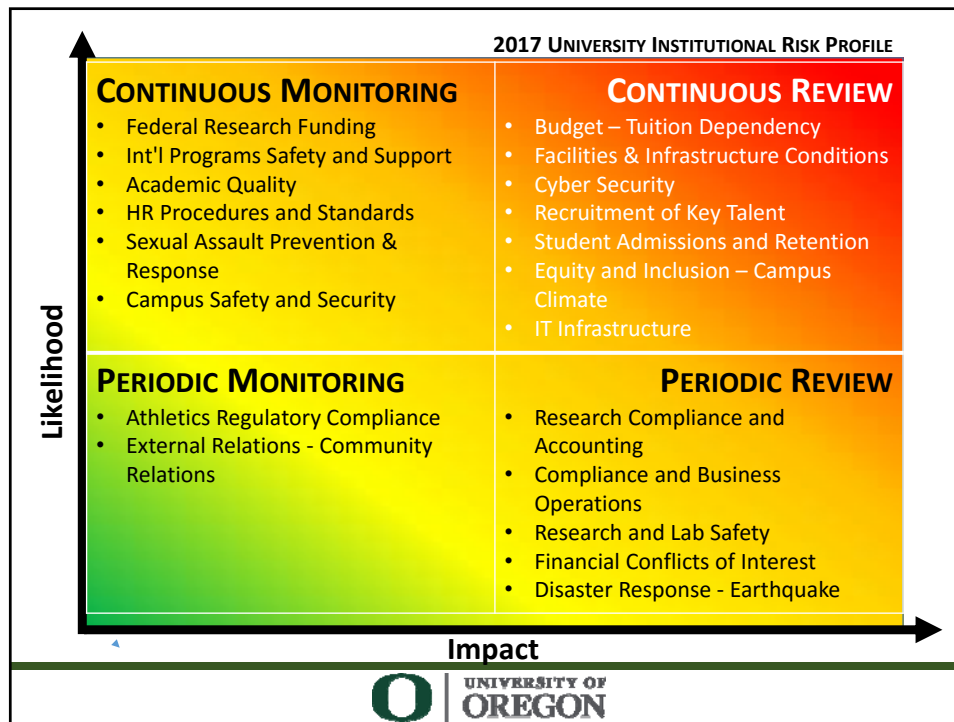 2017 UNIVERSITY INSTITUTIONAL RISK PROFILE
CONTINUOUS MONITORING
• Federal Research Funding
• Int'l Programs Safety and Support
• Academic Quality
• HR Procedures and Standards
• Sexual Assault Prevention &
Response
• Campus Safety and Security
CONTINUOUS REVIEW
• Budget – Tuition Dependency
• Facilities & Infrastructure Conditions
• Cyber Security
• Recruitment of Key Talent
• Student Admissions and Retention
• Equity and Inclusion – Campus
Climate
• IT Infrastructure
Likelihood
PERIODIC MONITORING
• Athletics Regulatory Compliance
• External Relations - Community
Relations
PERIODIC REVIEW
• Research Compliance and
Accounting
• Compliance and Business
Operations
• Research and Lab Safety
• Financial Conflicts of Interest
• Disaster Response - Earthquake
Impact
O
UNIVERSITY OF
OREGON